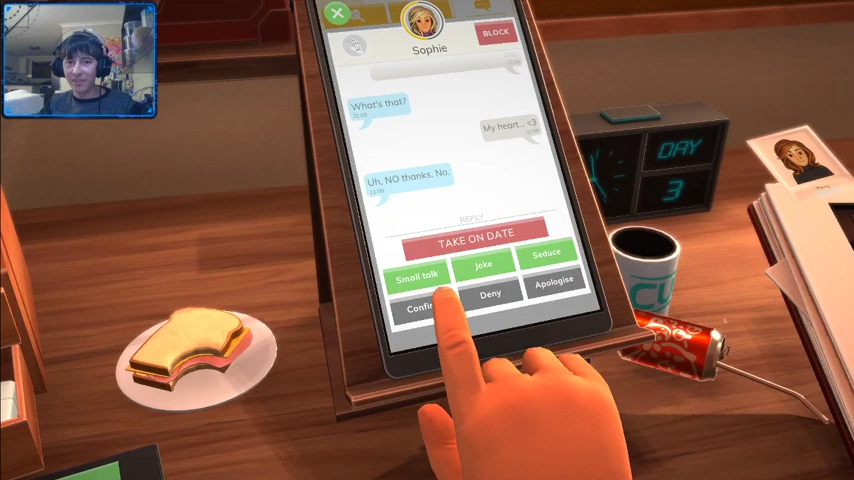 Sophie
BLOCK
What's that?
My heart... <3
Uh, NO thanks. No.
REPLY
TAKE ON DATE
Small talk
Joke
Seduce
Deny
Apologise
DAY
3